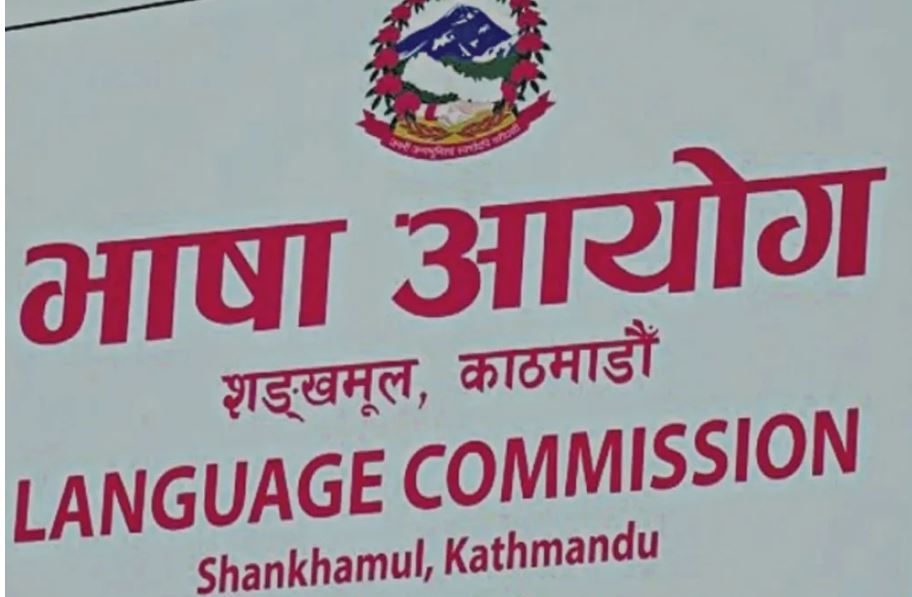 भाषा आयोग
शङ्खमूल, काठमाडौँ
LANGUAGE COMMISSION
Shankhamul, Kathmandu